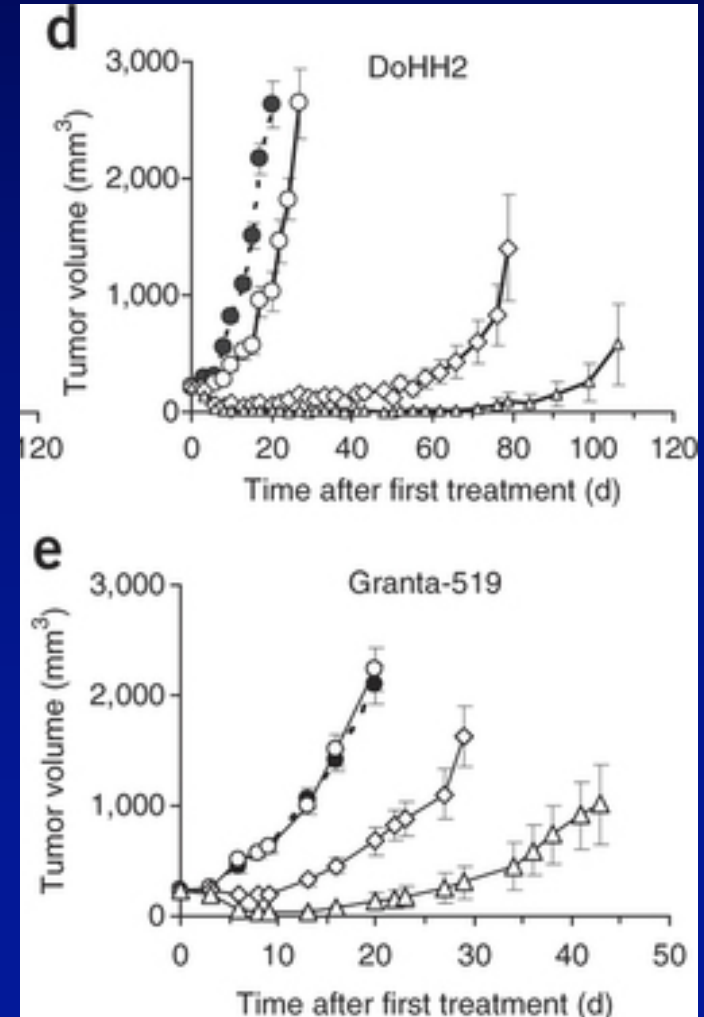 d
DoHH2
Tumor volume (mm³)
3,000
2,000
1,000
0
0 20 40 60 80 100 120
120
Time after first treatment (d)
e
Granta-519
Tumor volume (mm³)
3,000
2,000
1,000
0
0 10 20 30 40 50
Time after first treatment (d)